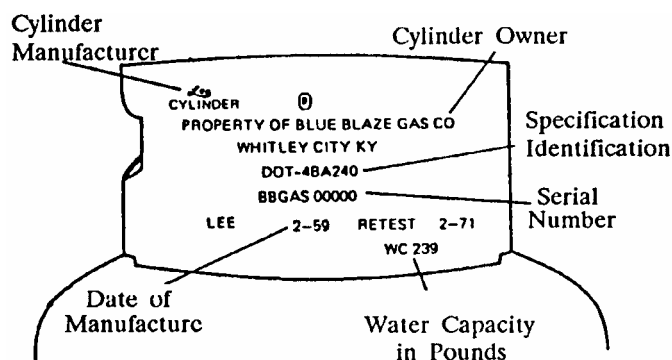 Cylinder
Manufacturer
Cylinder Owner
CYLINDER
PROPERTY OF BLUE BLAZE GAS CO
WHITLEY CITY KY
DOT-4BA240
BBGAS 00000
LEE 2-59 RETEST 2-71
WC 239
Specification
Identification
Serial
Number
Date of
Manufacture
Water Capacity
in Pounds